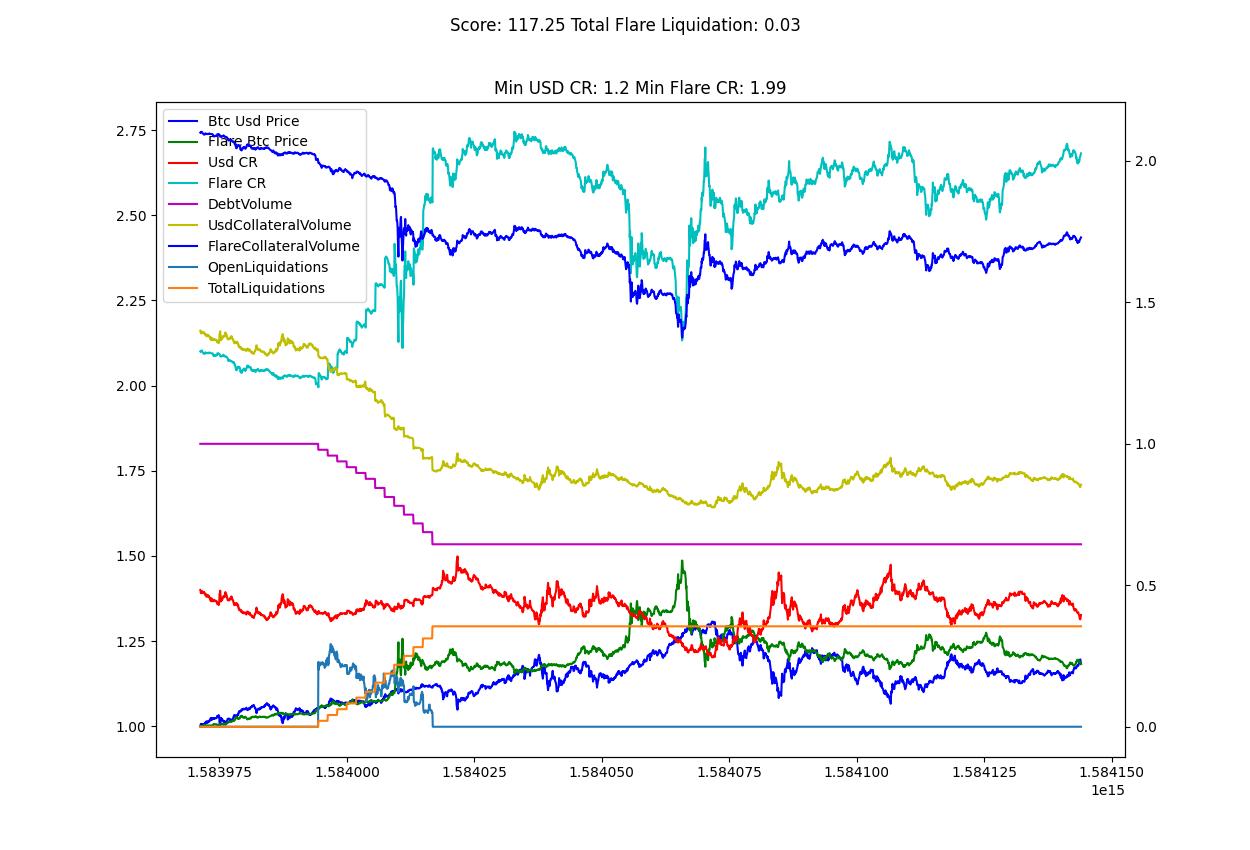 Score: 117.25 Total Flare Liquidation: 0.03
Min USD CR: 1.2 Min Flare CR: 1.99
Btc Usd Price
Flare Btc Price
Usd CR
Flare CR
DebtVolume
UsdCollateralVolume
FlareCollateralVolume
OpenLiquidations
TotalLiquidations
2.75
2.50
2.25
2.00
1.75
1.50
1.25
1.00
2.0
1.5
1.0
0.5
0.0
1.583975
1.584000
1.584025
1.584050
1.584075
1.584100
1.584125
1.584150
1e15